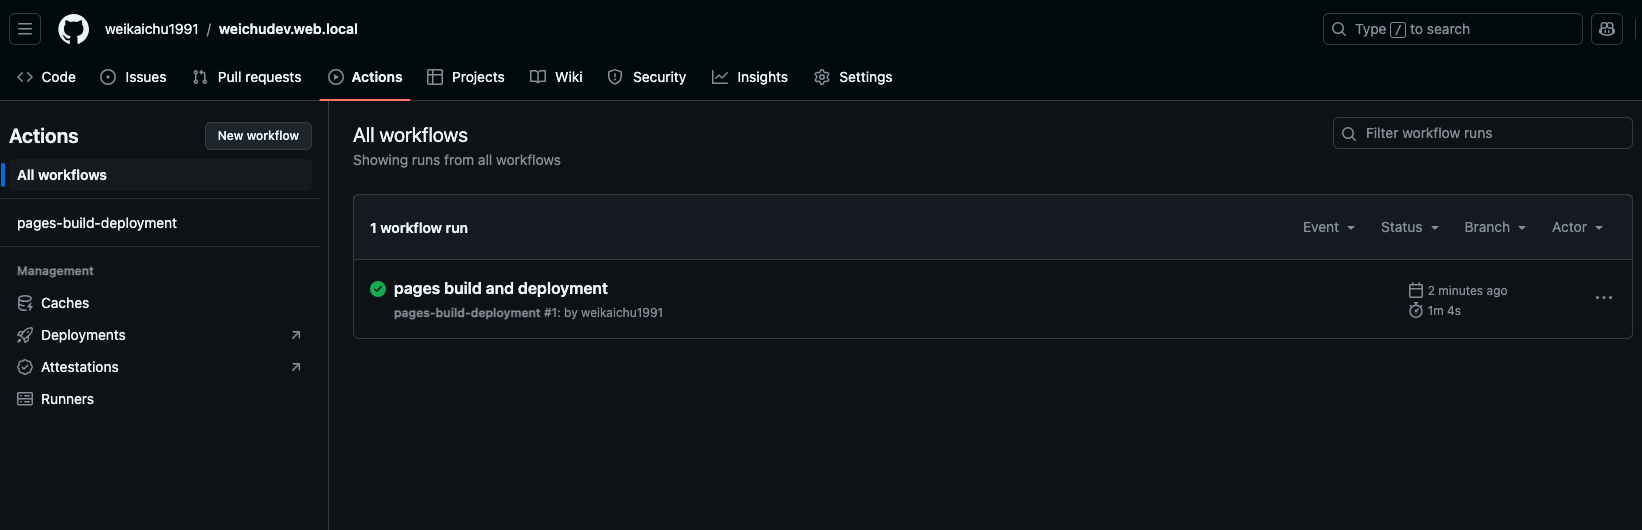 weikaichu1991 / weichudev.web.local
Type / to search
Code
Issues
Pull requests
Actions
Projects
Wiki
Security
Insights
Settings
Actions
New workflow
All workflows
pages-build-deployment
Management
Caches
Deployments
Attestations
Runners
All workflows
Showing runs from all workflows
Filter workflow runs
1 workflow run
Event
Status
Branch
Actor
pages build and deployment
pages-build-deployment #1: by weikaichu1991
2 minutes ago
1m 4s